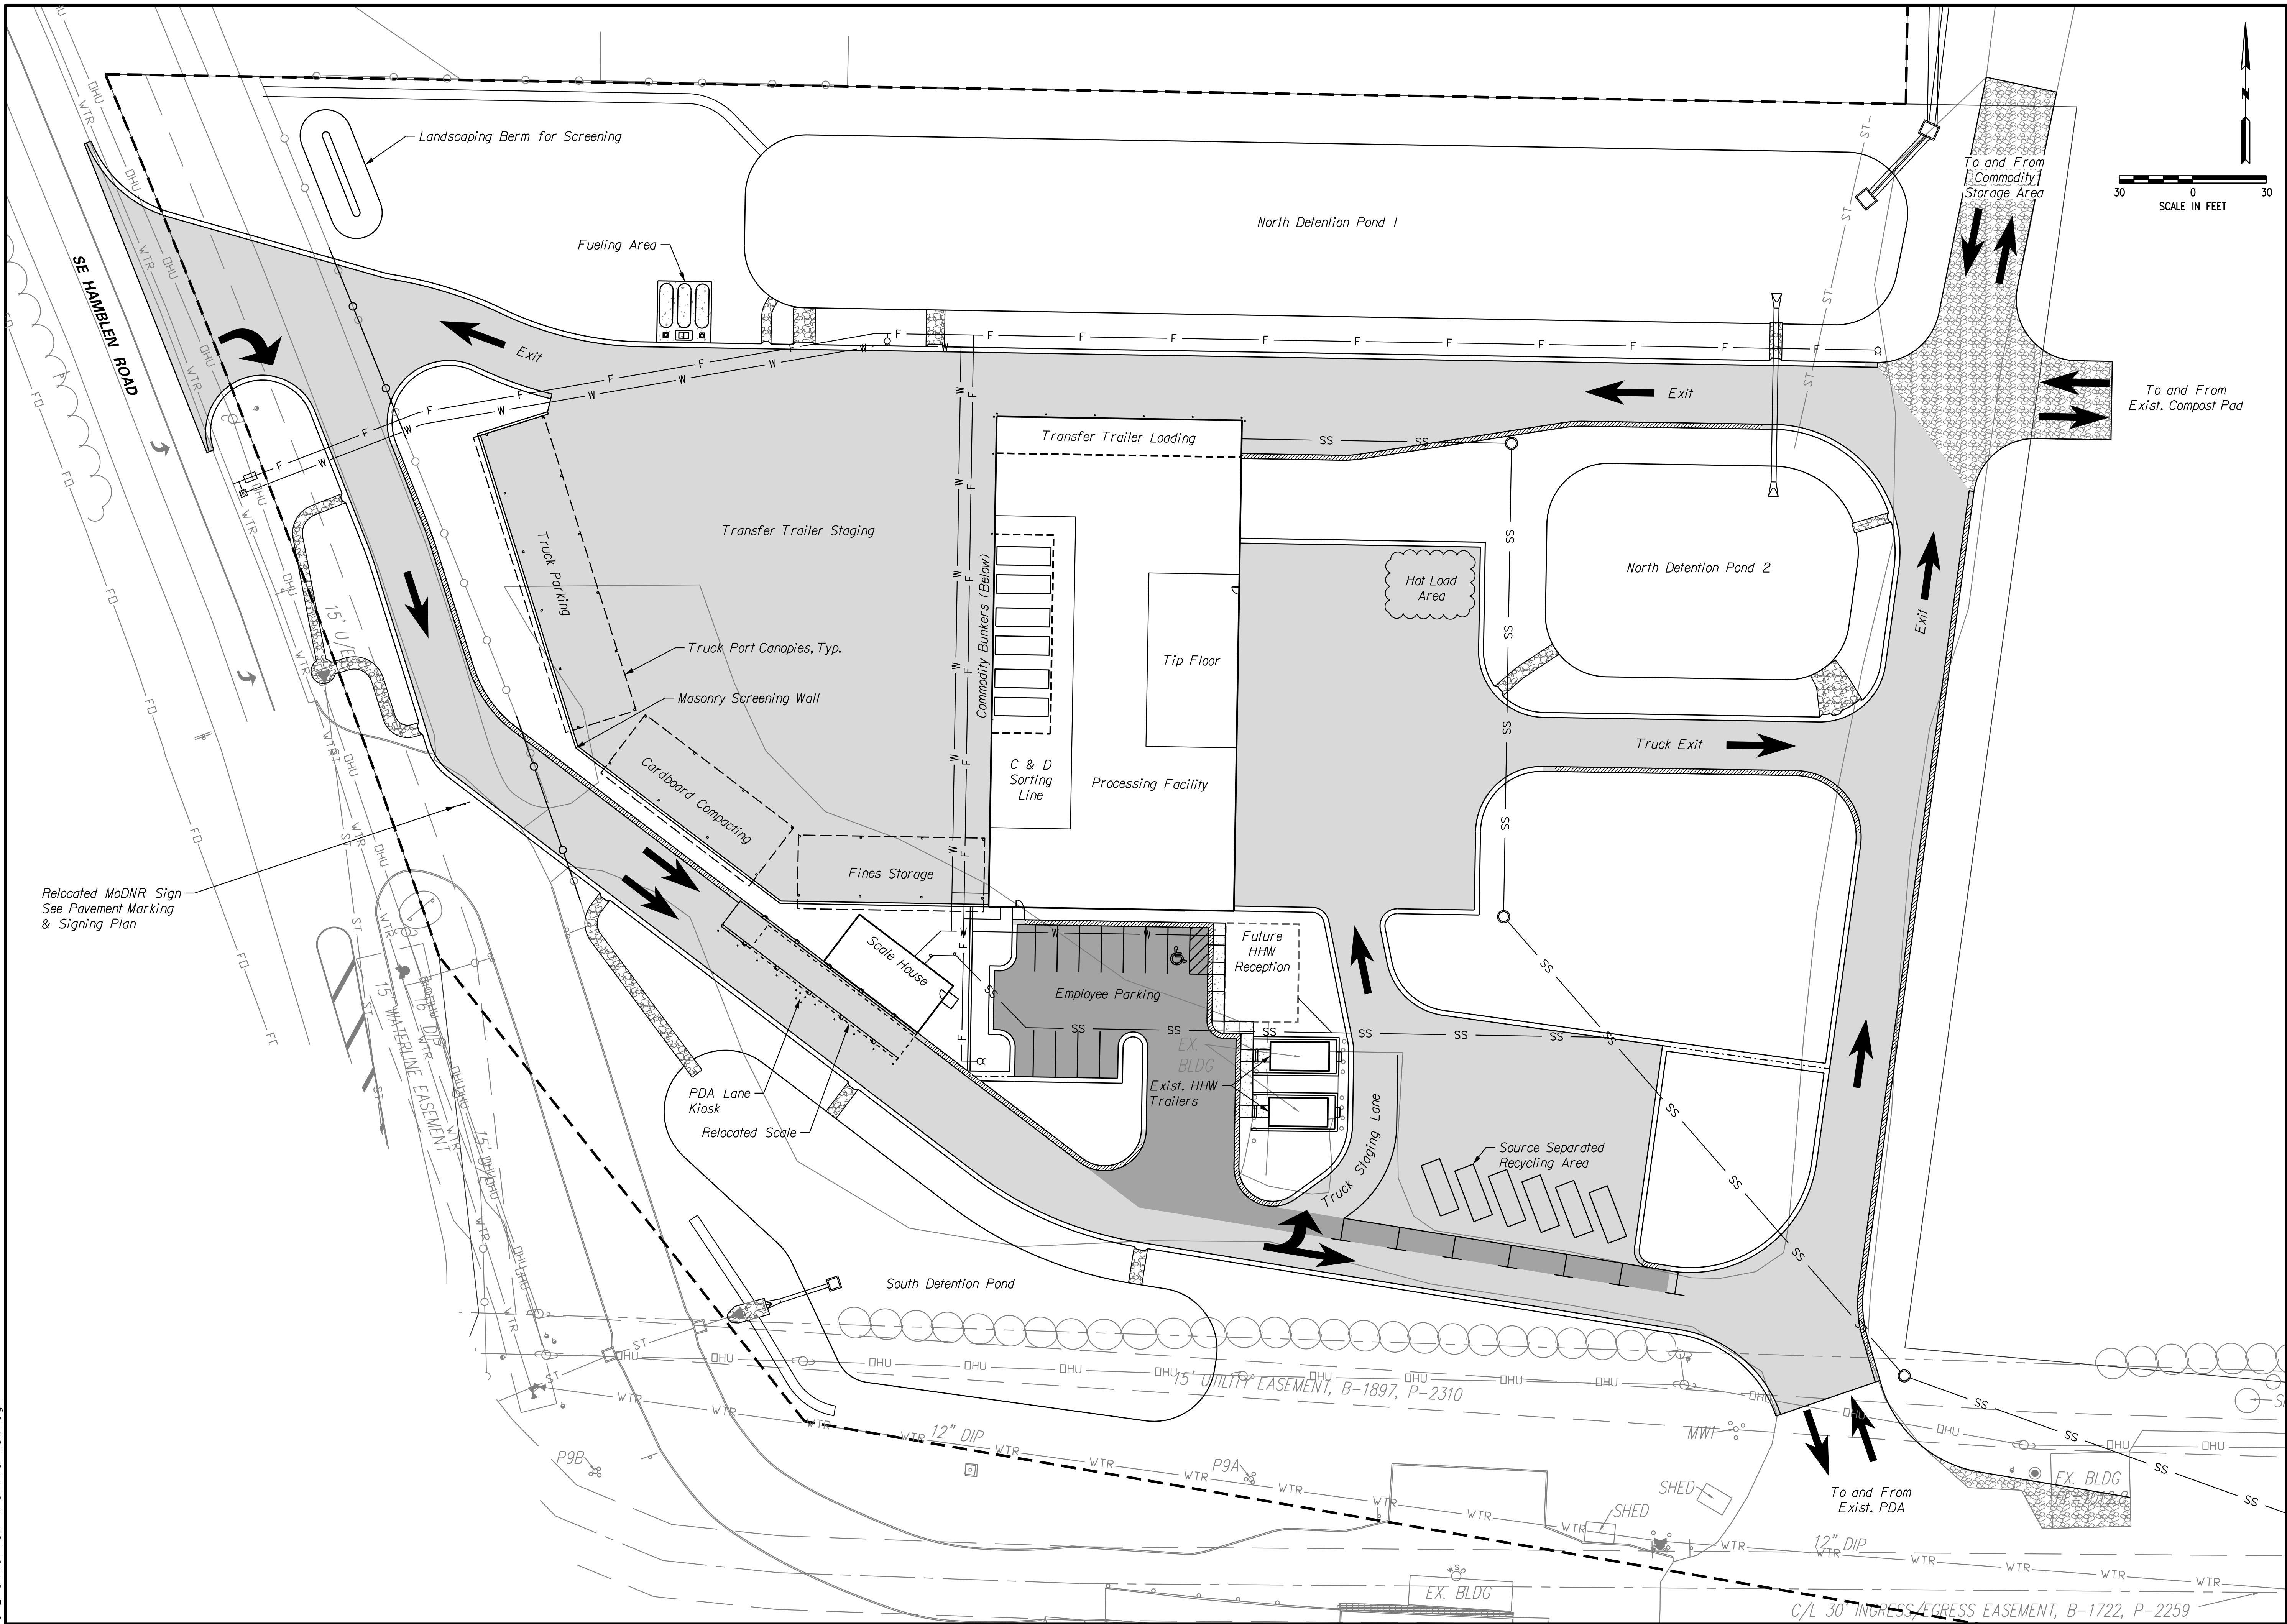 Landscaping Berm for Screening
North Detention Pond 1
To and From
Commodity
Storage Area
N
30 0 30
SCALE IN FEET
Fueling Area
SE HAMBLEN ROAD
Exit
Exit
To and From
Exist. Compost Pad
Transfer Trailer Loading
Transfer Trailer Staging
Truck Parking
Commodity Bunkers (Below)
Hot Load
Area
North Detention Pond 2
Exit
15' U/E
Truck Port Canopies, Typ.
Tip Floor
Masonry Screening Wall
Truck Exit
Cardboard Compacting
C & D
Sorting
Line
Processing Facility
Fines Storage
Relocated MoDNR Sign
See Pavement Marking
& Signing Plan
Scale House
Future
HHW
Reception
Employee Parking
16" DIP
15' WATERLINE EASEMENT
EX.
BLDG
Exist. HHW
Trailers
PDA Lane
Kiosk
Relocated Scale
Truck Staging Lane
Source Separated
Recycling Area
15' U/E
South Detention Pond
15' UTILITY EASEMENT, B-1897, P-2310
12" DIP
P9B
P9A
MW1
SHED
SHED
To and From
Exist. PDA
EX. BLDG
12" DIP
EX. BLDG
C/L 30' INGRESS/EGRESS EASEMENT, B-1722, P-2259